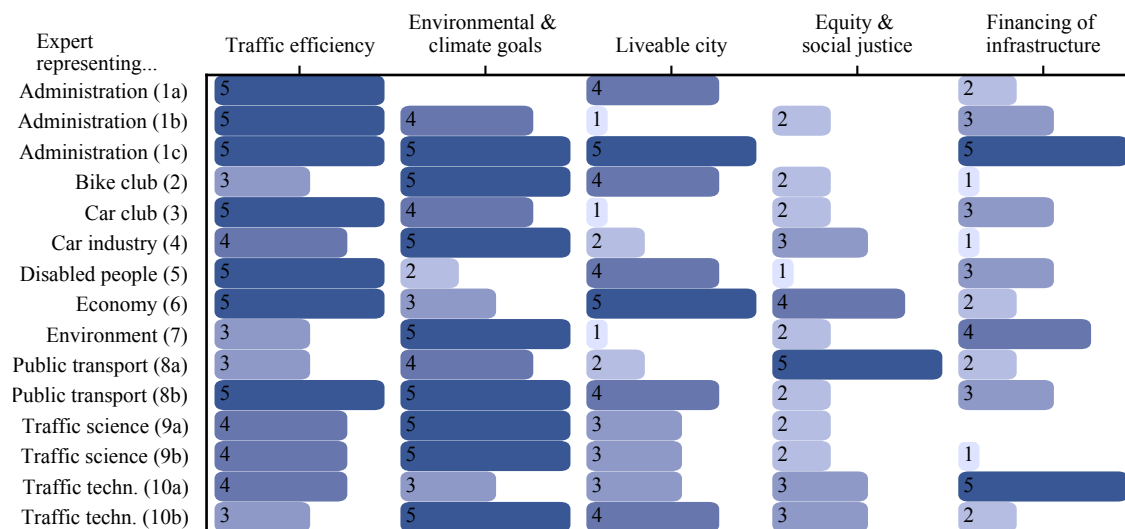 Expert
representing...
Traffic efficiency
Environmental &
climate goals
Liveable city
Equity &
social justice
Financing of
infrastructure
Administration (1a) 5 4 2
Administration (1b) 5 4 1 2 3
Administration (1c) 5 5 5 5
Bike club (2) 3 5 4 2 1
Car club (3) 5 4 1 2 3
Car industry (4) 4 5 2 3 1
Disabled people (5) 5 2 4 1 3
Economy (6) 5 3 5 4 2
Environment (7) 3 5 1 2 4
Public transport (8a) 3 4 2 5 2
Public transport (8b) 5 5 4 2 3
Traffic science (9a) 4 5 3 2
Traffic science (9b) 4 5 3 2 1
Traffic techn. (10a) 4 3 3 3 5
Traffic techn. (10b) 3 5 4 3 2